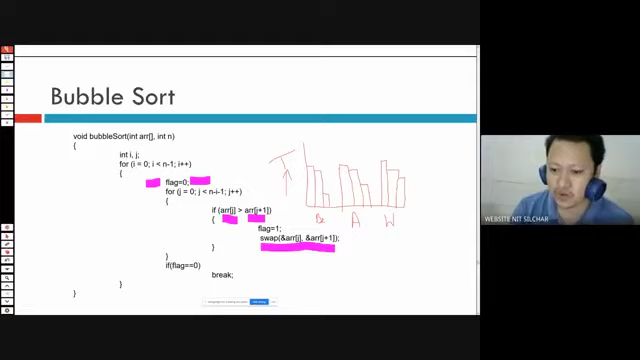 Bubble Sort
void bubbleSort(int arr[], int n)
{
int i, j;
for (i = 0; i < n-1; i++)
{
flag=0;
for (j = 0; j < n-i-1; j++)
{
if (arr[j] > arr[j+1])
{
flag=1;
swap(&arr[j], &arr[j+1]);
}
}
if(flag==0)
break;
}
}
T
Be A W
WEBSITE NIT SILCHAR